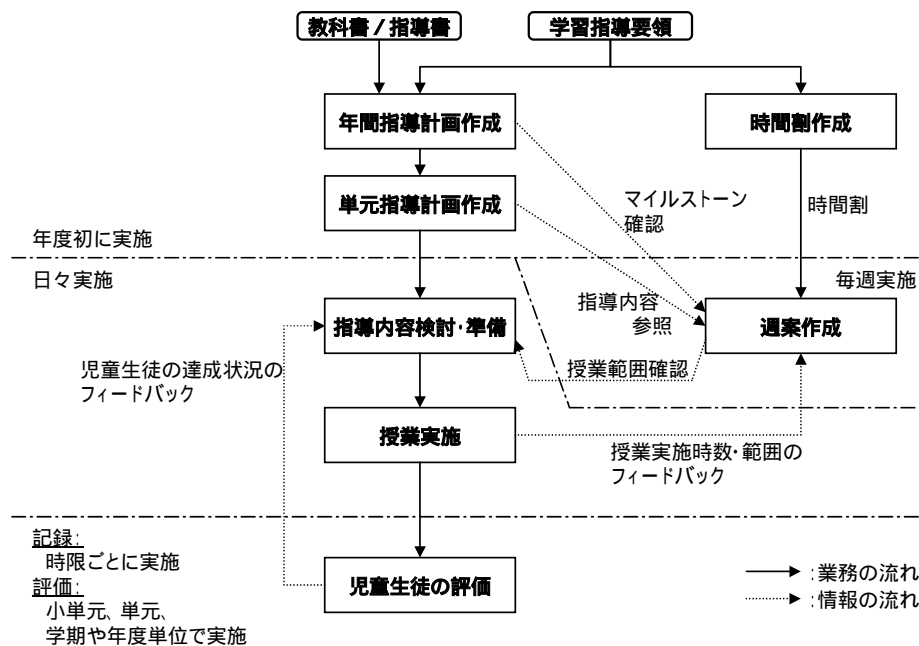 教科書/指導書
学習指導要領
年間指導計画作成
時間割作成
単元指導計画作成
マイルストーン
確認
時間割
年度初に実施
日々実施
毎週実施
指導内容
参照
指導内容検討・準備
週案作成
授業範囲確認
児童生徒の達成状況の
フィードバック
授業実施
授業実施時数・範囲の
フィードバック
記録:
時限ごとに実施
評価:
小単元、単元、
学期や年度単位で実施
児童生徒の評価
:業務の流れ
:情報の流れ